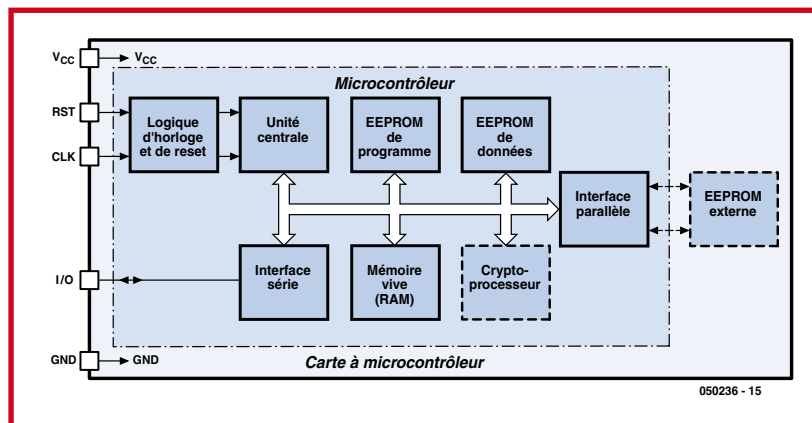 VCC
VCC
Microcontrôleur
RST
CLK
Logique
d'horloge
et de reset
Unité
centrale
EEPROM
de
programme
EEPROM
de
données
Interface
parallèle
EEPROM
externe
I/O
Interface
série
Mémoire
vive
(RAM)
Crypto-
processeur
GND
GND
Carte à microcontrôleur
050236 - 15